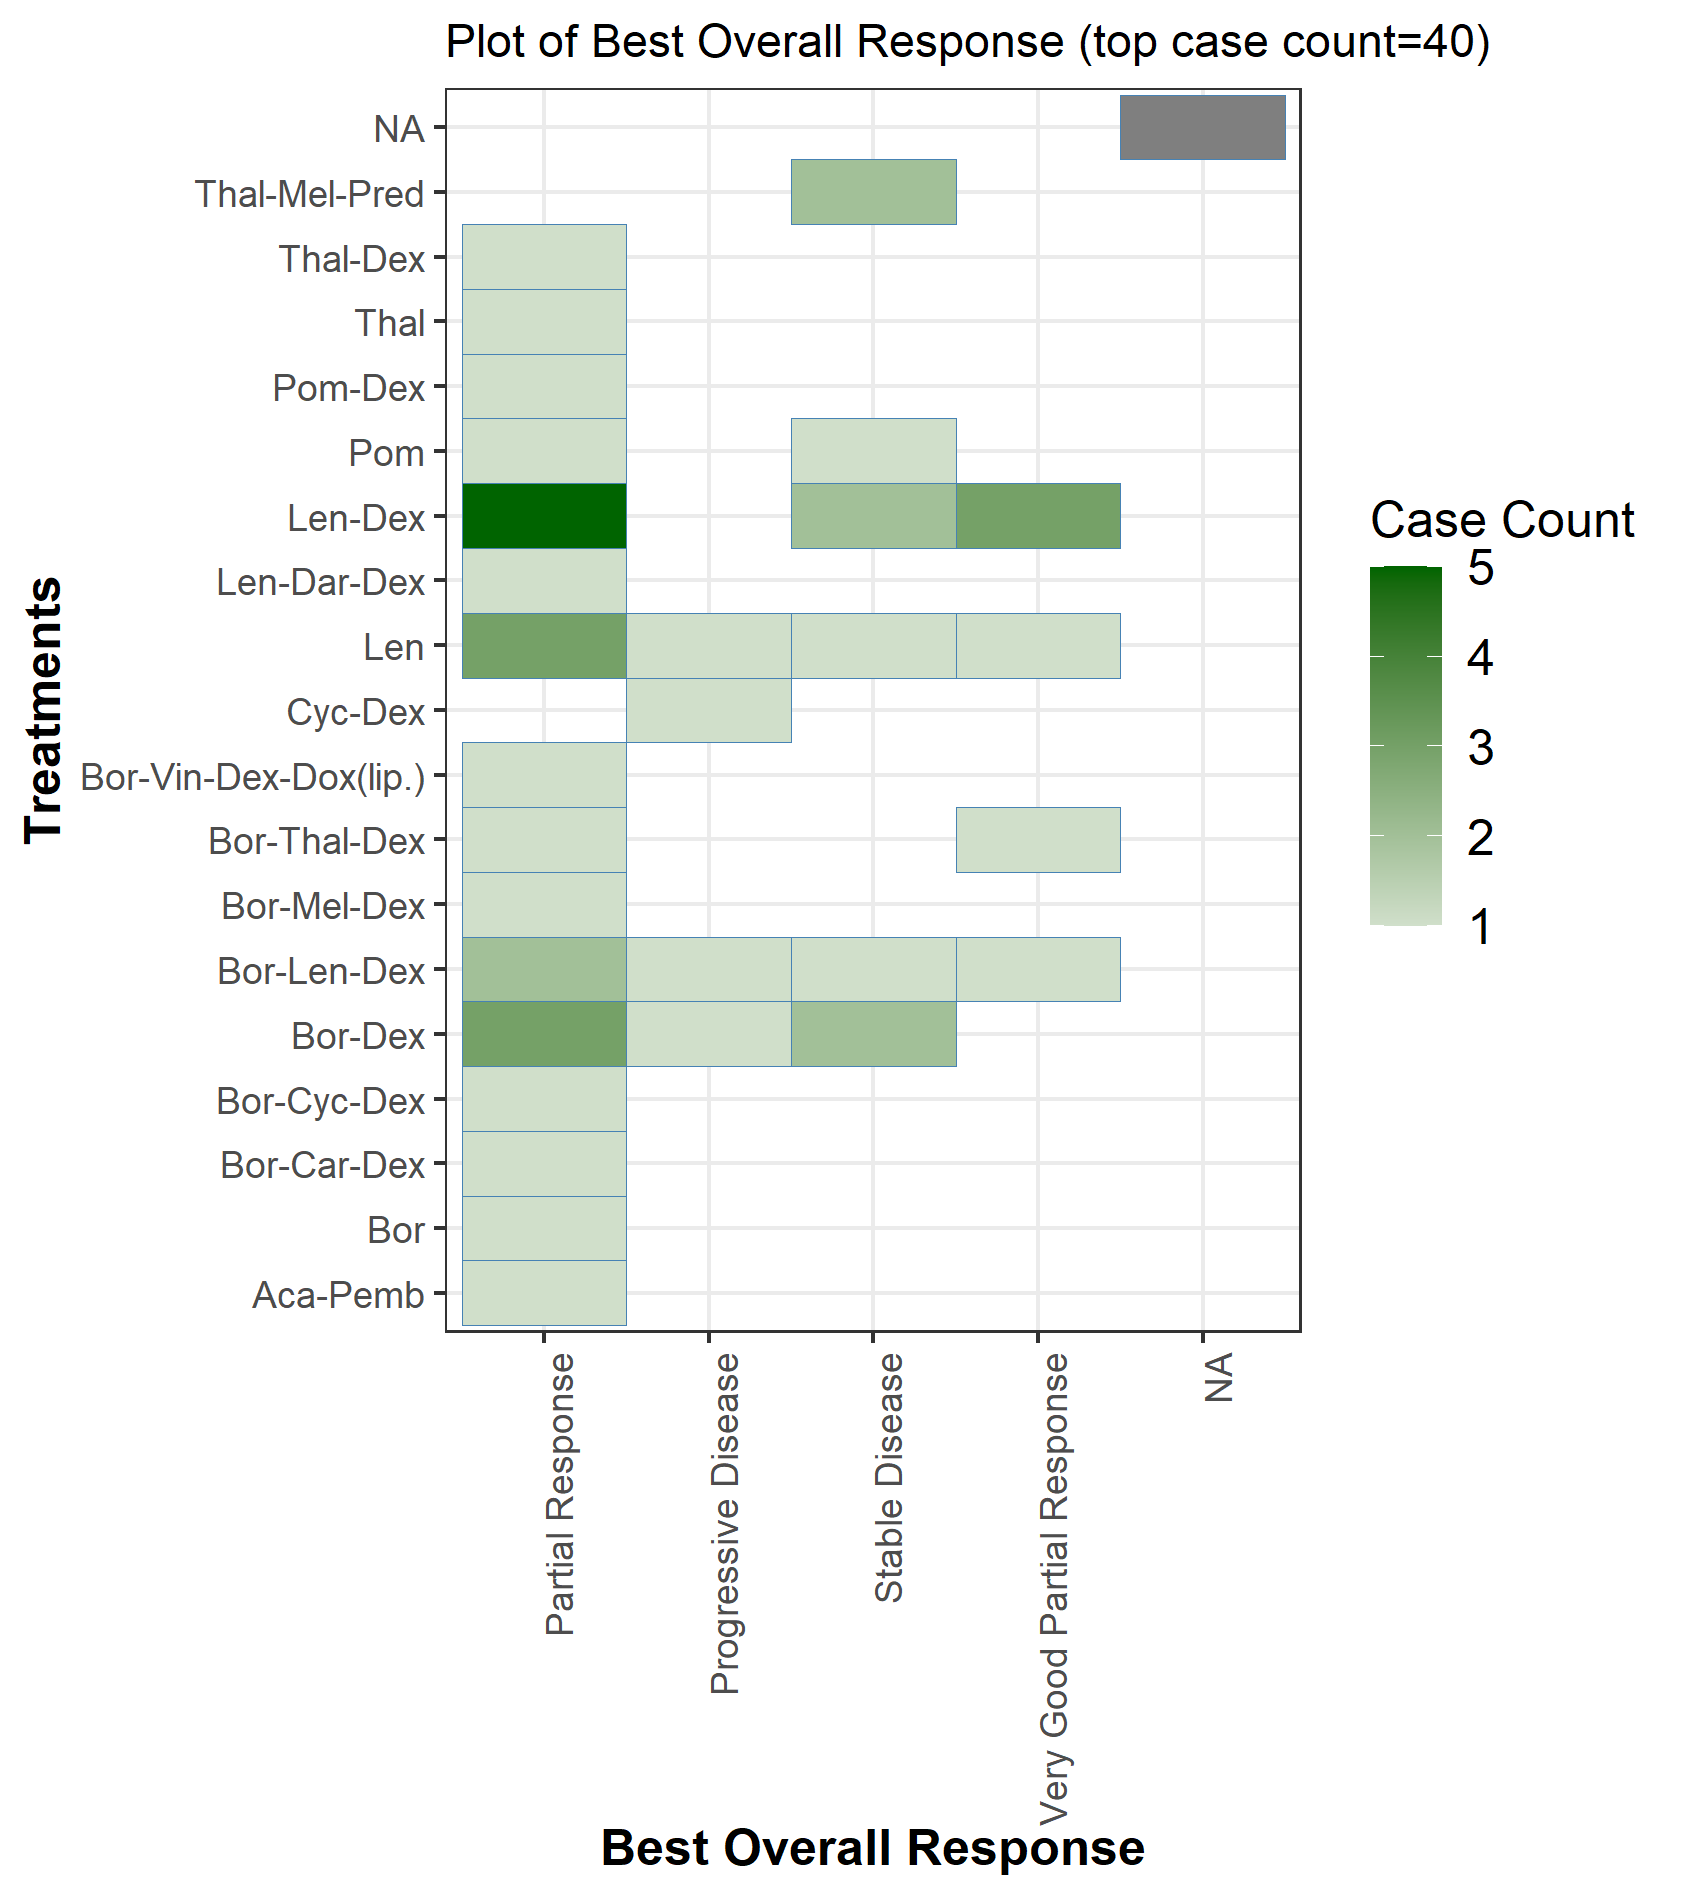 Plot of Best Overall Response (top case count=40)
Treatments
NA
Thal-Mel-Pred
Thal-Dex
Thal
Pom-Dex
Pom
Len-Dex
Len-Dar-Dex
Len
Cyc-Dex
Bor-Vin-Dex-Dox(lip.)
Bor-Thal-Dex
Bor-Mel-Dex
Bor-Len-Dex
Bor-Dex
Bor-Cyc-Dex
Bor-Car-Dex
Bor
Aca-Pemb
Partial Response
Progressive Disease
Stable Disease
Very Good Partial Response
NA
Best Overall Response
Case Count
5
4
3
2
1